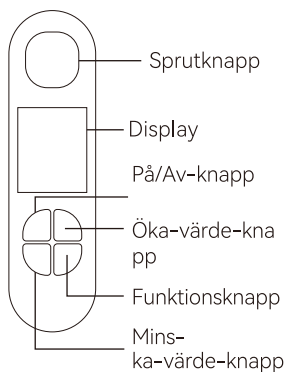 Sprutknapp
Display
På/Av-knapp
Öka-värde-kna
pp
Funktionsknapp
Mins-
ka-värde-knapp